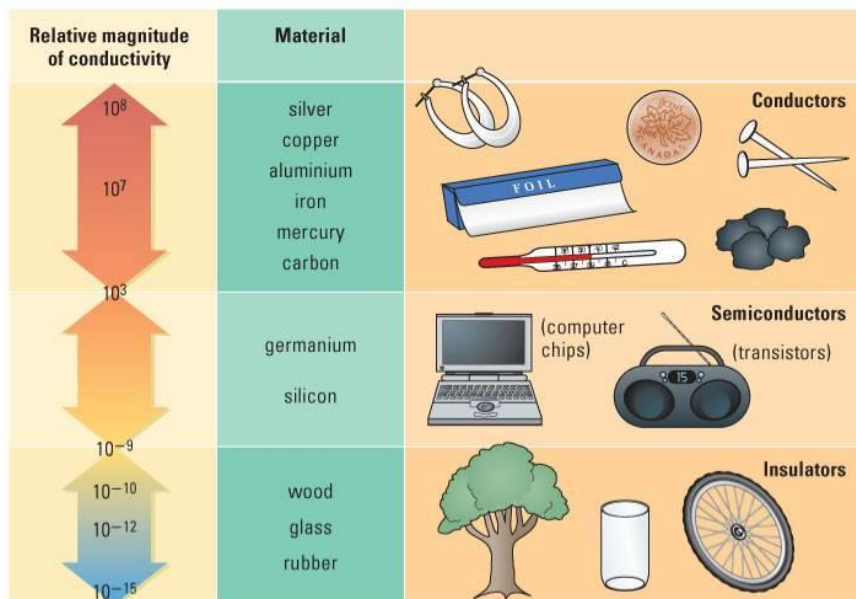 Relative magnitude
of conductivity
Material
10⁸
10⁷
10³
10⁻⁹
10⁻¹⁰
10⁻¹²
10⁻¹⁵
silver
copper
aluminium
iron
mercury
carbon
germanium
silicon
wood
glass
rubber
Conductors
CANADA
FOIL
Semiconductors
(computer
chips)
(transistors)
15
Insulators